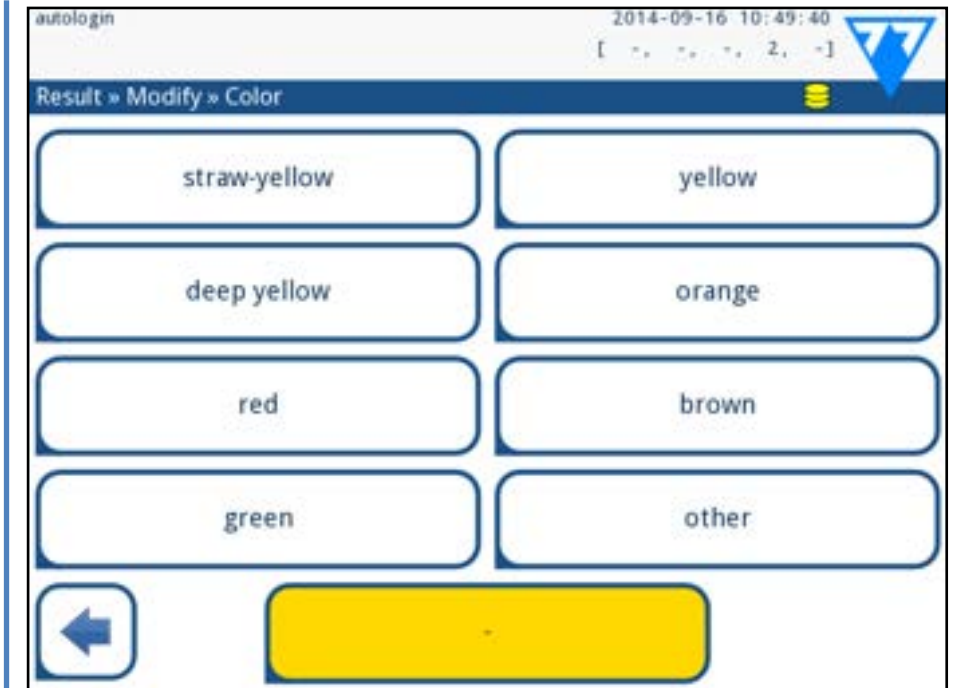 autologin 2014-09-16 10:49:40
[ -, -, -, 2, -]
Result » Modify » Color
straw-yellow yellow
deep yellow orange
red brown
green other
-